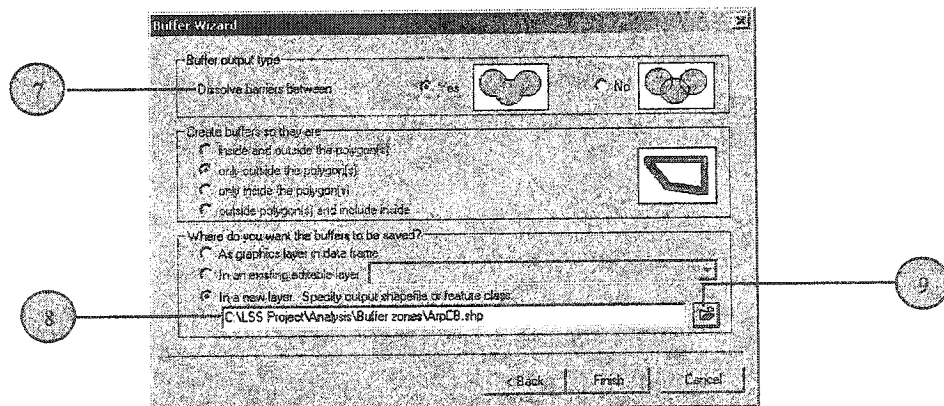 Buffer Wizard
Buffer output type
7
Dissolve barriers between
Yes
No
Create buffers so they are
inside and outside the polygon(s)
only outside the polygon(s)
only inside the polygon(s)
outside polygon(s) and include inside
Where do you want the buffers to be saved?
As graphics layer in data frame
In an existing editable layer
9
In a new layer. Specify output shapefile or feature class:
8
C:\LSS Project\Analysis\Buffer zones\ArpCB.shp
< Back
Finish
Cancel